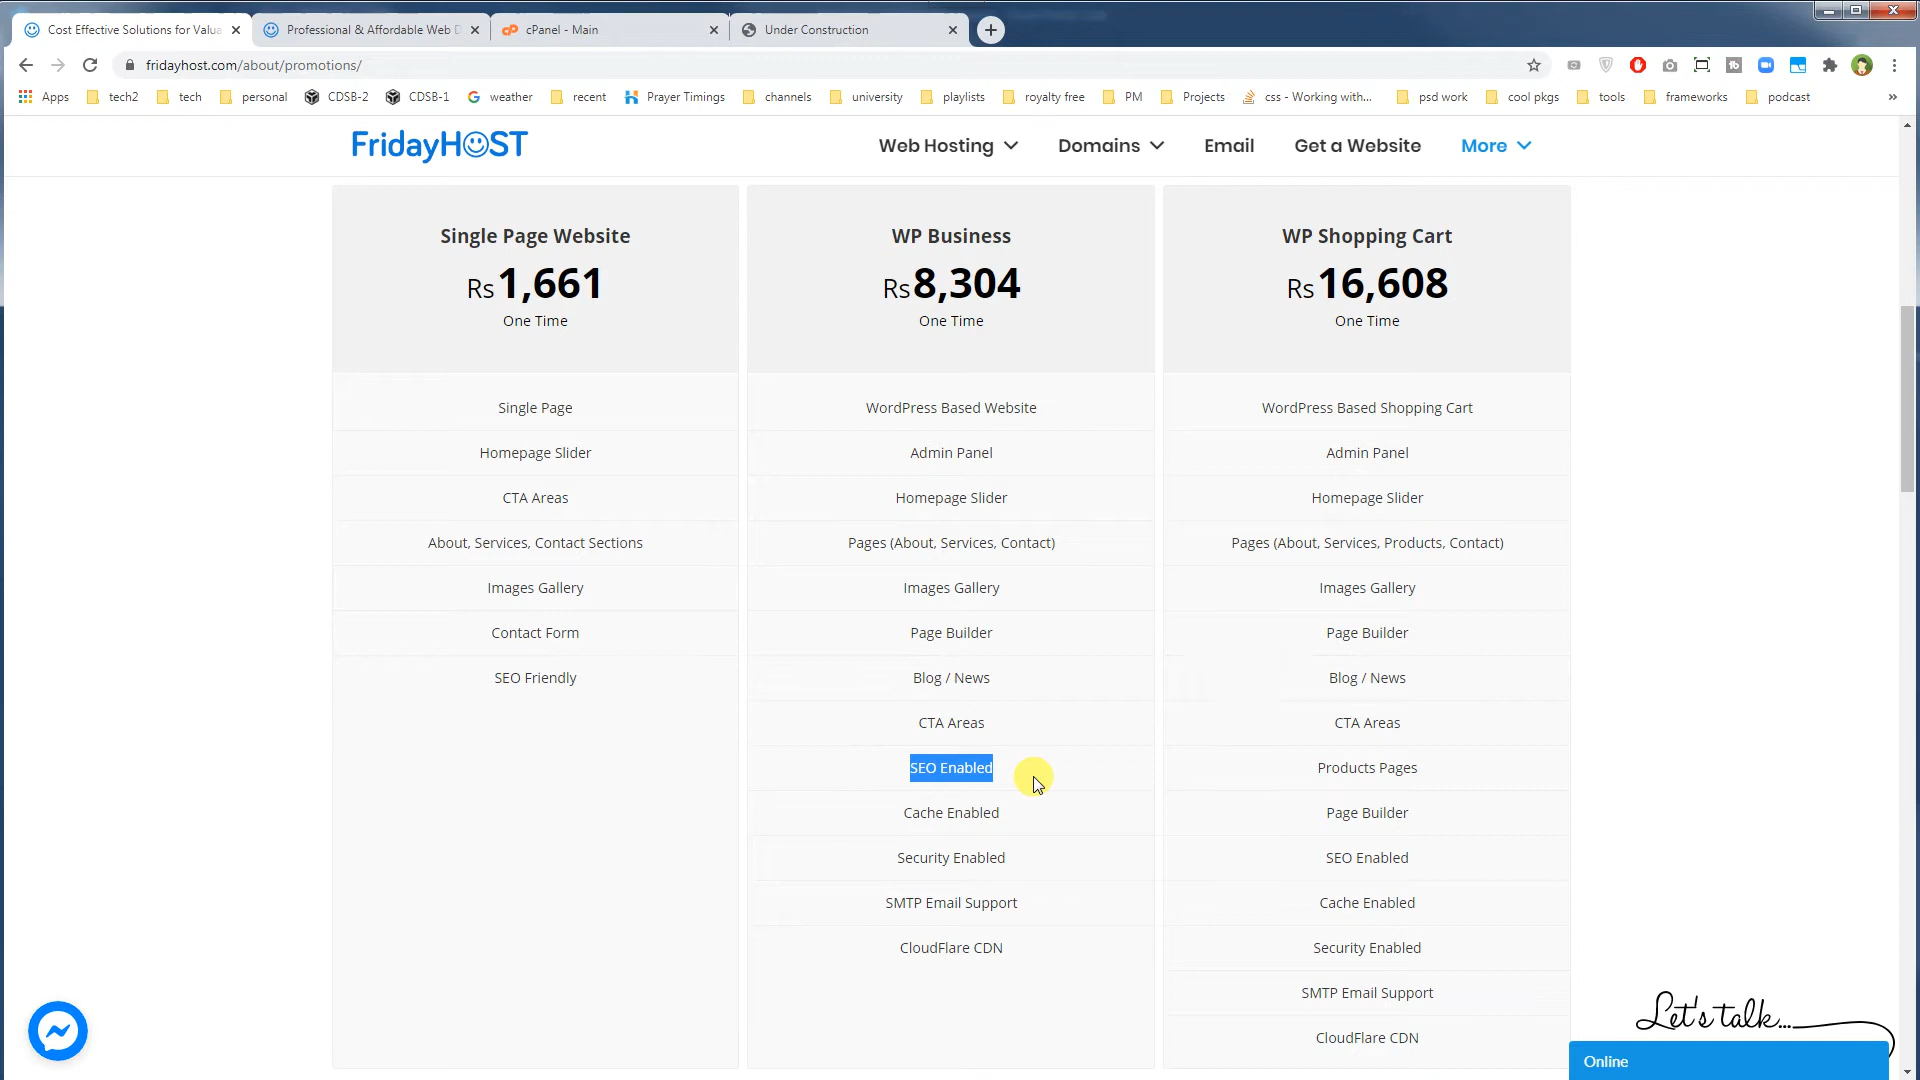 Cost Effective Solutions for Valua
Professional & Affordable Web D
cPanel - Main
Under Construction
fridayhost.com/about/promotions/
Apps
tech2
tech
personal
CDSB-2
CDSB-1
weather
recent
Prayer Timings
channels
university
playlists
royalty free
PM
Projects
css - Working with...
psd work
cool pkgs
tools
frameworks
podcast
FridayHOST
Web Hosting
Domains
Email
Get a Website
More
Single Page Website
Rs 1,661
One Time
Single Page
Homepage Slider
CTA Areas
About, Services, Contact Sections
Images Gallery
Contact Form
SEO Friendly
WP Business
Rs 8,304
One Time
WordPress Based Website
Admin Panel
Homepage Slider
Pages (About, Services, Contact)
Images Gallery
Page Builder
Blog / News
CTA Areas
SEO Enabled
Cache Enabled
Security Enabled
SMTP Email Support
CloudFlare CDN
WP Shopping Cart
Rs 16,608
One Time
WordPress Based Shopping Cart
Admin Panel
Homepage Slider
Pages (About, Services, Products, Contact)
Images Gallery
Page Builder
Blog / News
CTA Areas
Products Pages
Page Builder
SEO Enabled
Cache Enabled
Security Enabled
SMTP Email Support
CloudFlare CDN
Let's talk...
Online